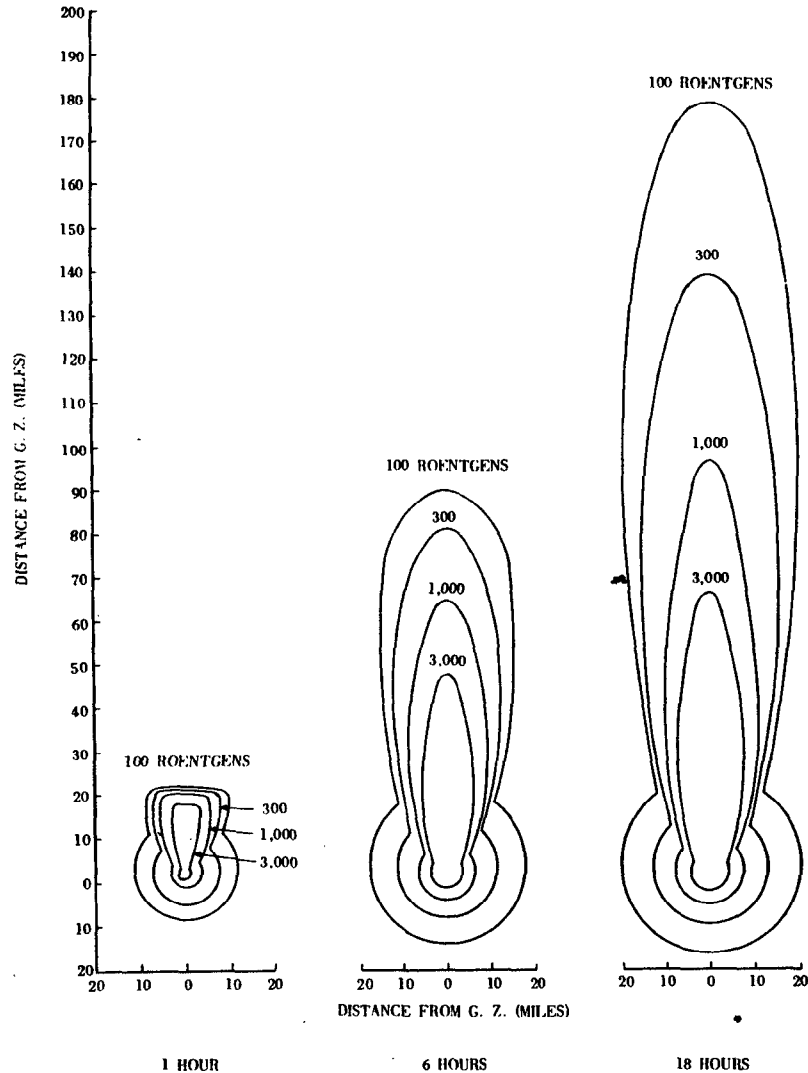 200
190
180
170
160
150
140
130
120
110
100
90
80
70
60
50
40
30
20
10
0
10
20
DISTANCE FROM G. Z. (MILES)
100 ROENTGENS
300
1,000
3,000
20 10 0 10 20
1 HOUR
100 ROENTGENS
300
1,000
3,000
20 10 0 10 20
DISTANCE FROM G. Z. (MILES)
6 HOURS
100 ROENTGENS
300
1,000
3,000
20 10 0 10 20
18 HOURS